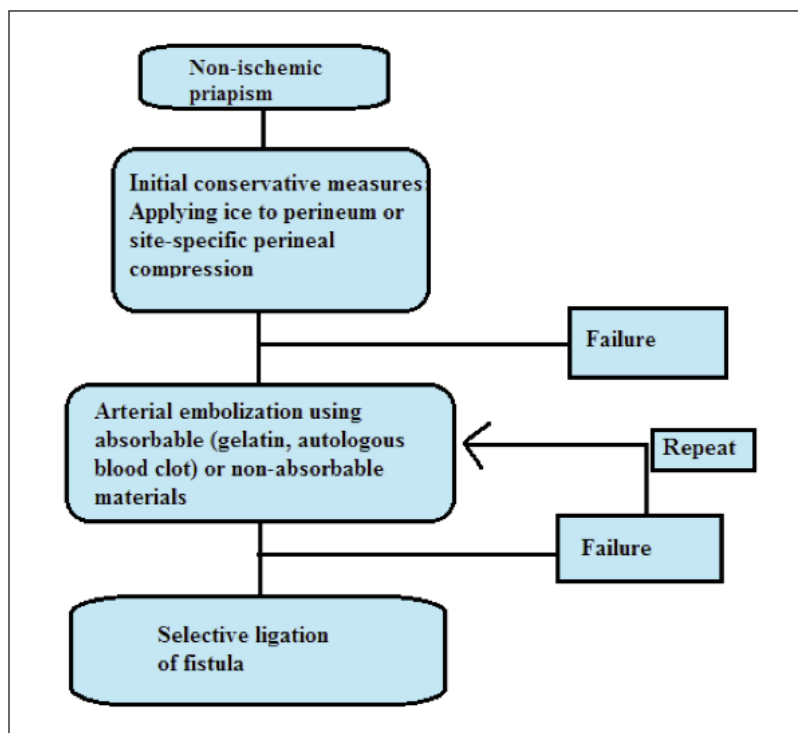 Non-ischemic
priapism
Initial conservative measures:
Applying ice to perineum or
site-specific perineal
compression
Failure
Arterial embolization using
absorbable (gelatin, autologous
blood clot) or non-absorbable
materials
Repeat
Failure
Selective ligation
of fistula